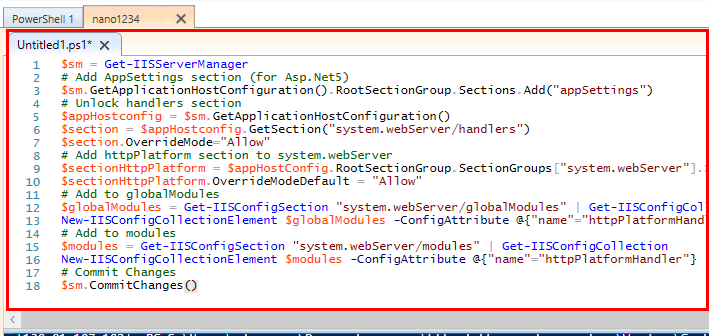 PowerShell 1
nano1234
Untitled1.ps1*
1 $sm = Get-IISServerManager
2 # Add AppSettings section (for Asp.Net5)
3 $sm.GetApplicationHostConfiguration().RootSectionGroup.Sections.Add("appSettings")
4 # Unlock handlers section
5 $appHostconfig = $sm.GetApplicationHostConfiguration()
6 $section = $appHostconfig.GetSection("system.webServer/handlers")
7 $section.OverrideMode="Allow"
8 # Add httpPlatform section to system.webServer
9 $sectionHttpPlatform = $appHostConfig.RootSectionGroup.SectionGroups["system.webServer"].
10 $sectionHttpPlatform.OverrideModeDefault = "Allow"
11 # Add to globalModules
12 $globalModules = Get-IISConfigSection "system.webServer/globalModules" | Get-IISConfigColl
13 New-IISConfigCollectionElement $globalModules -ConfigAttribute @{"name"="httpPlatformHandl
14 # Add to modules
15 $modules = Get-IISConfigSection "system.webServer/modules" | Get-IISConfigCollection
16 New-IISConfigCollectionElement $modules -ConfigAttribute @{"name"="httpPlatformHandler"}
17 # Commit Changes
18 $sm.CommitChanges()